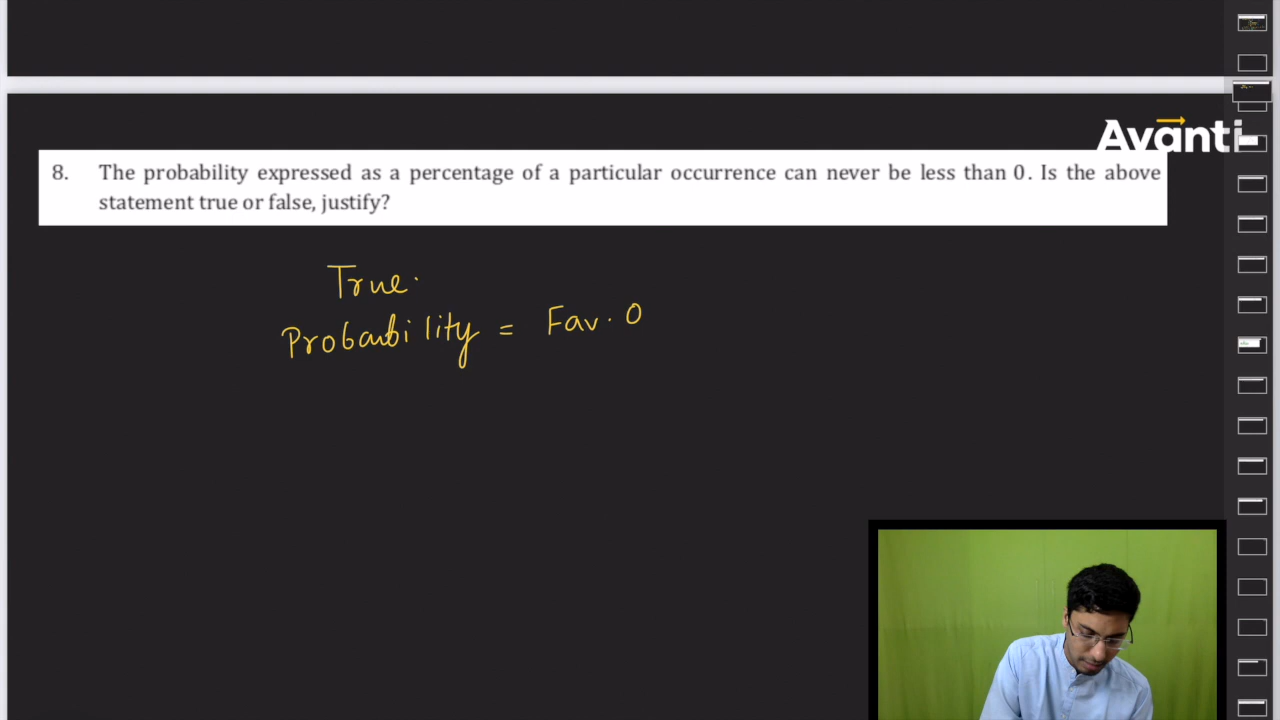 Avanti
8. The probability expressed as a percentage of a particular occurrence can never be less than 0. Is the above
statement true or false, justify?
True.
Probability = Fav. O